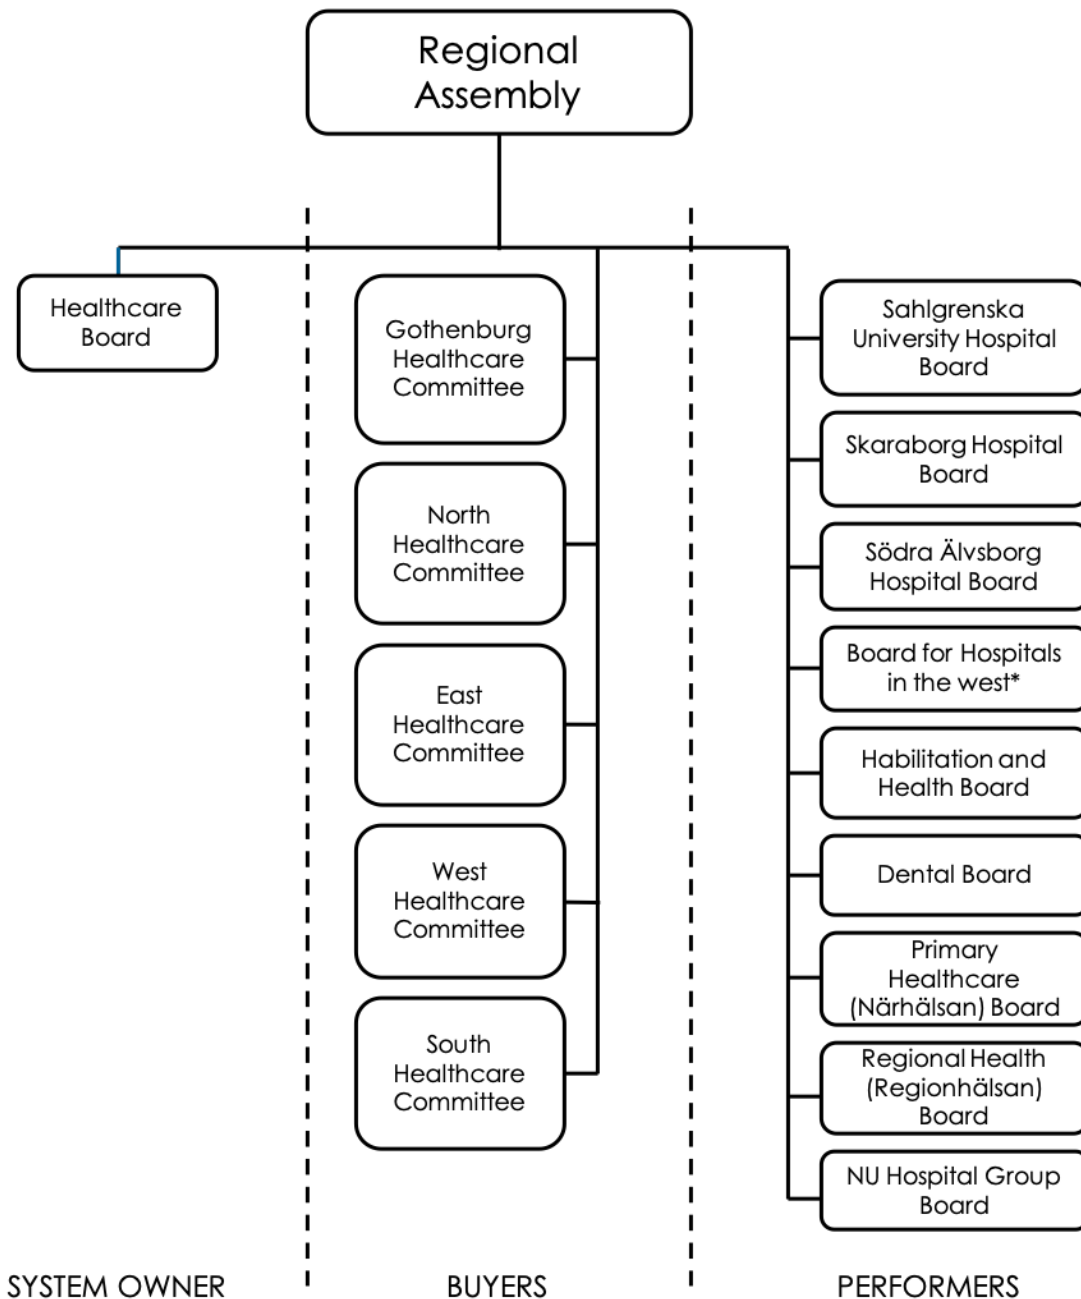 Regional
Assembly
Healthcare
Board
Gothenburg
Healthcare
Committee
North
Healthcare
Committee
East
Healthcare
Committee
West
Healthcare
Committee
South
Healthcare
Committee
Sahlgrenska
University Hospital
Board
Skaraborg Hospital
Board
Södra Älvsborg
Hospital Board
Board for Hospitals
in the west*
Habilitation and
Health Board
Dental Board
Primary
Healthcare
(Närhälsan) Board
Regional Health
(Regionhälsan)
Board
NU Hospital Group
Board
SYSTEM OWNER
BUYERS
PERFORMERS